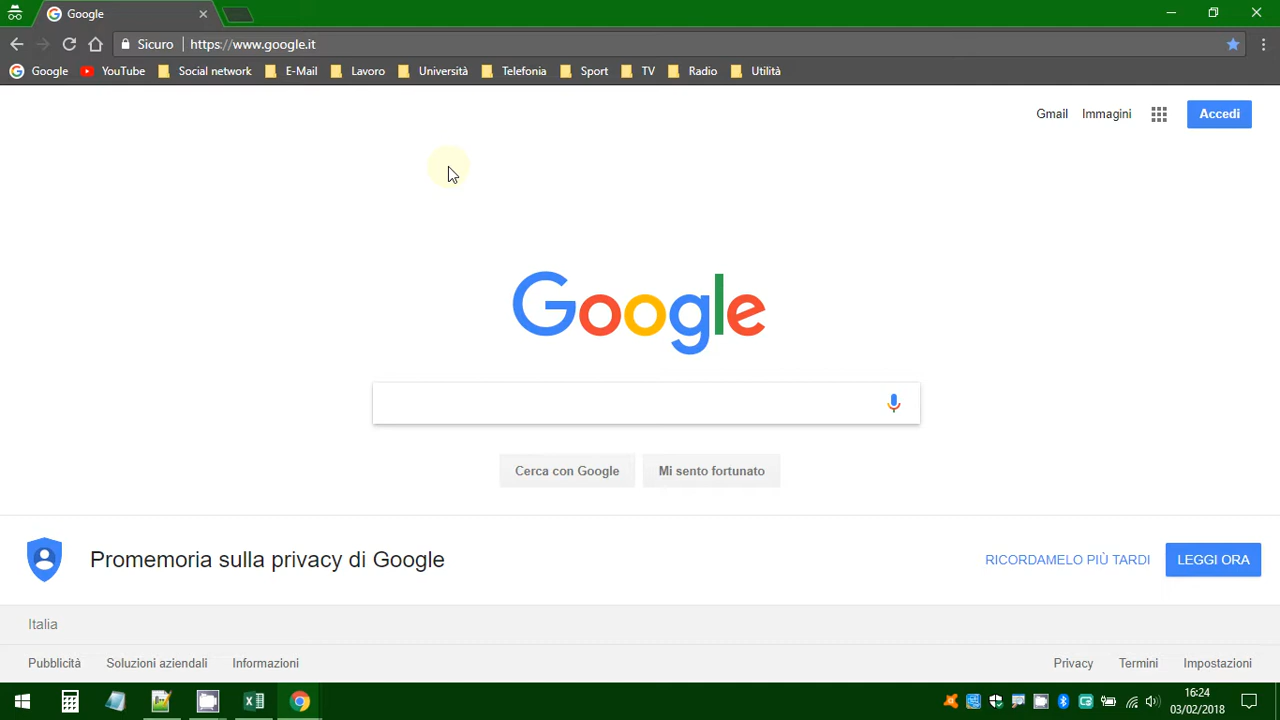 Google
Sicuro https://www.google.it
Google YouTube Social network E-Mail Lavoro Università Telefonia Sport TV Radio Utilità
Gmail Immagini Accedi
Google
Cerca con Google Mi sento fortunato
Promemoria sulla privacy di Google RICORDAMELO PIÙ TARDI LEGGI ORA
Italia
Pubblicità Soluzioni aziendali Informazioni Privacy Termini Impostazioni
16:24
03/02/2018